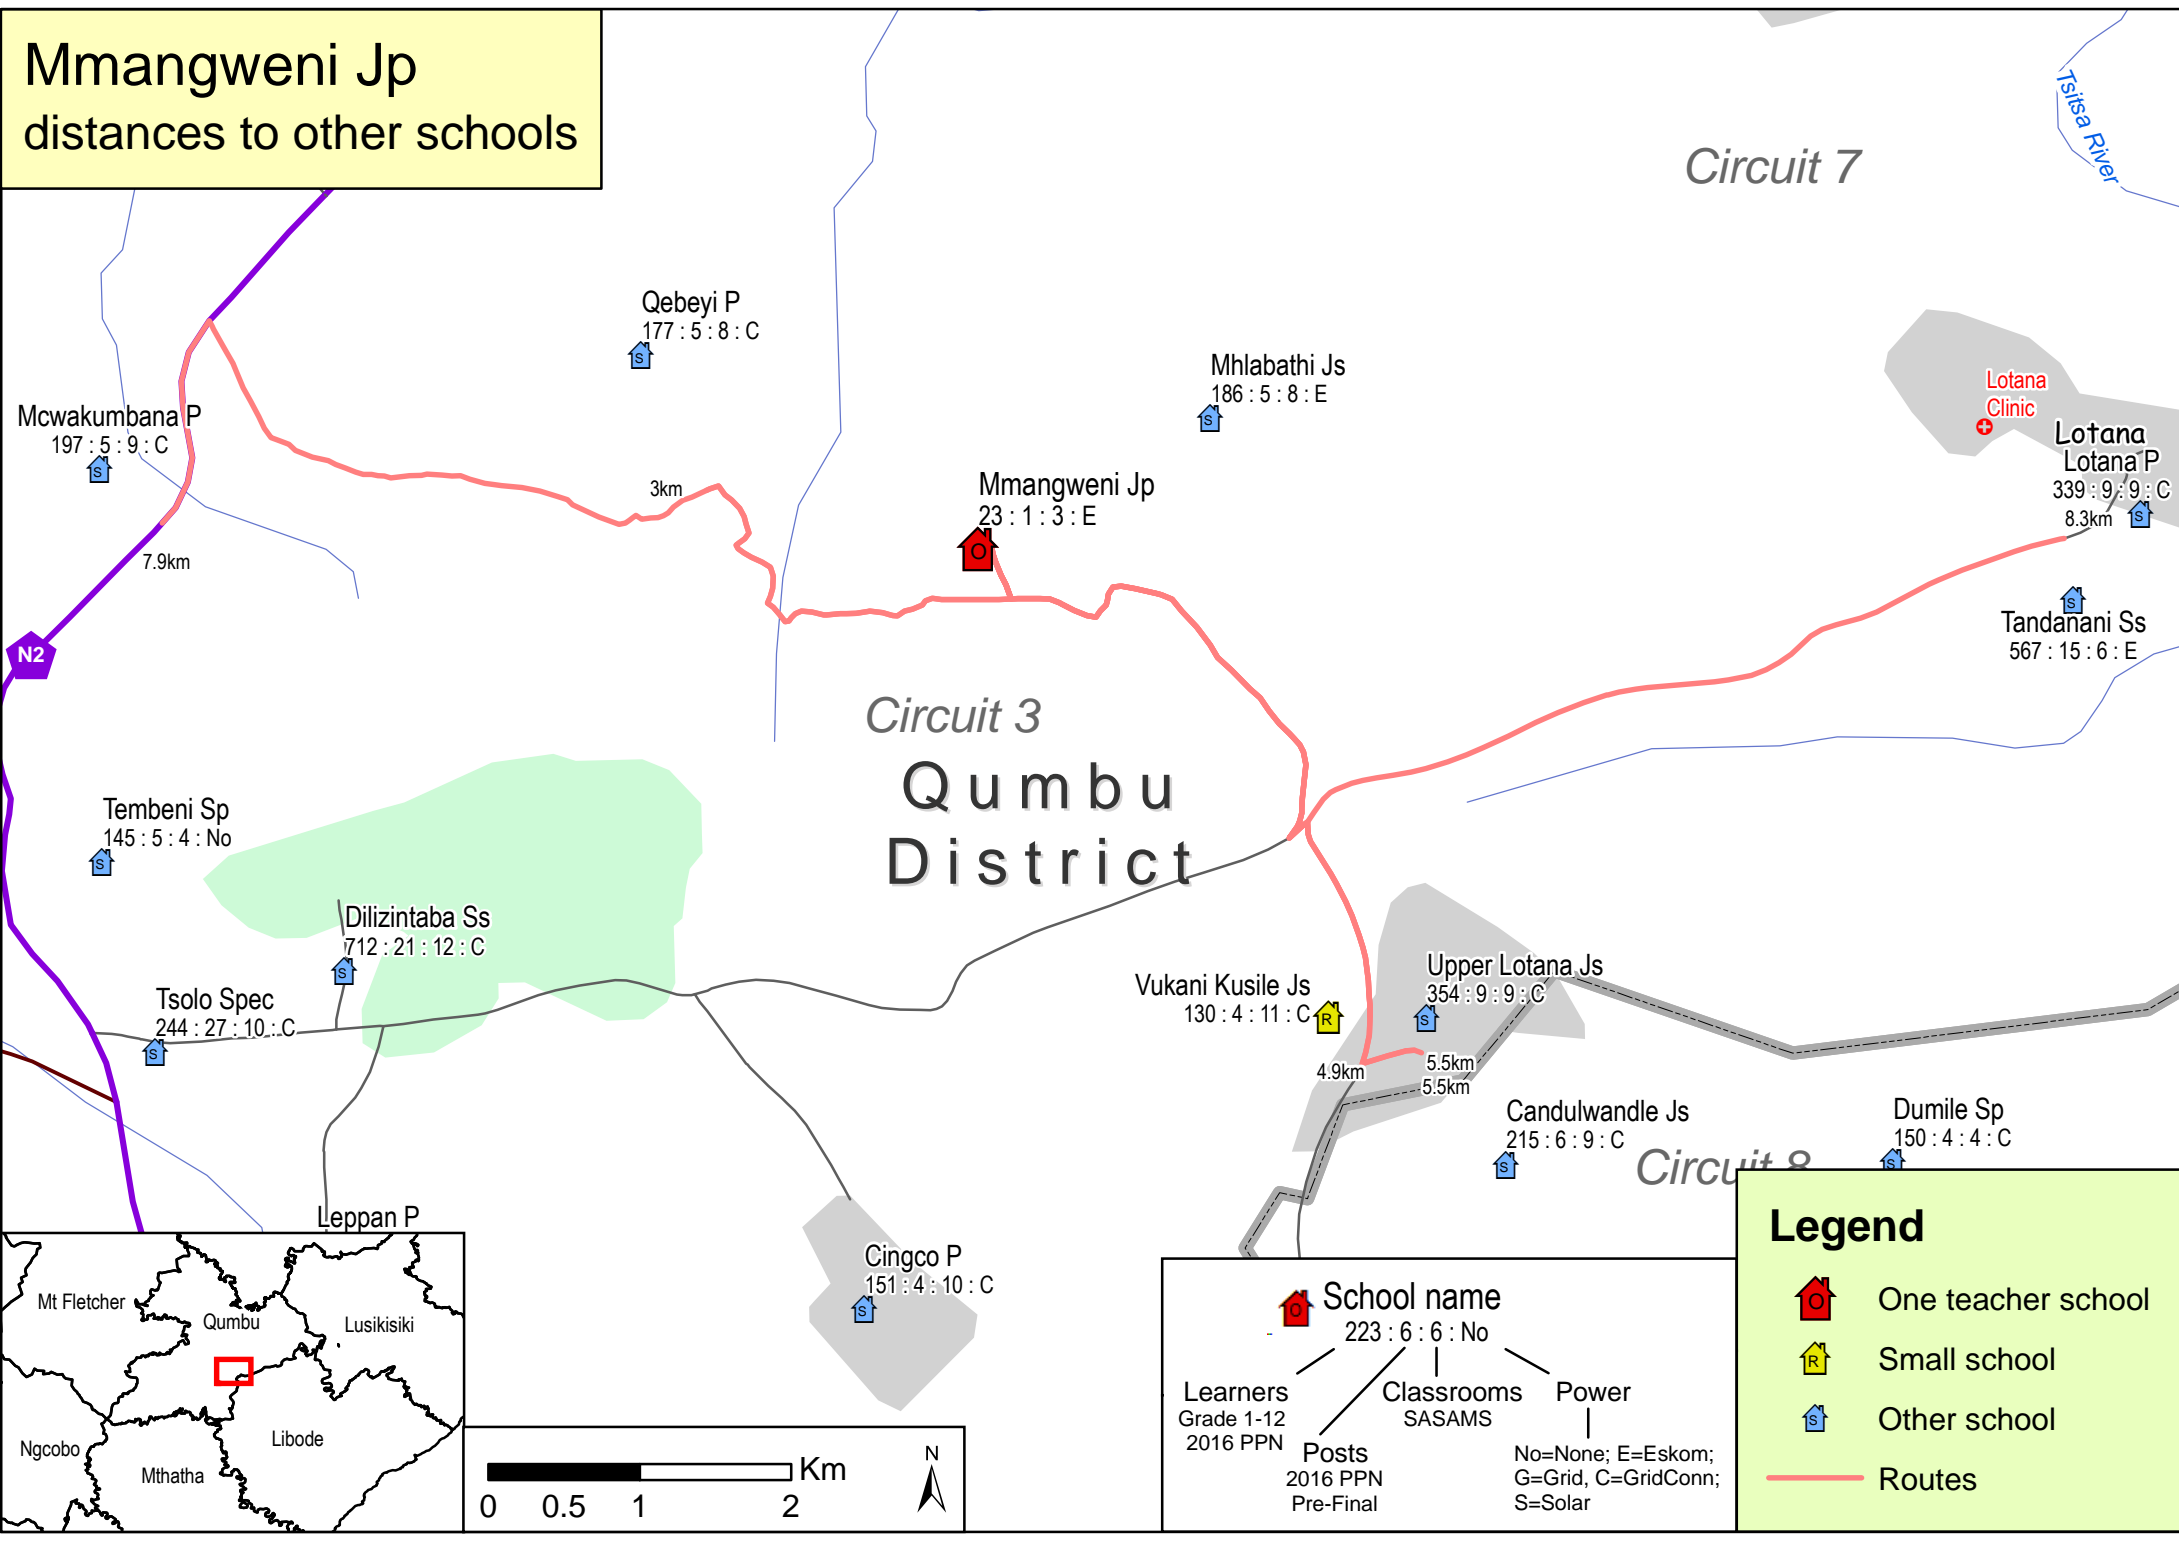 Mmangweni Jp
distances to other schools
Circuit 7
Tsitsa River
Qebeyi P
177 : 5 : 8 : C
S
Mhlabathi Js
186 : 5 : 8 : E
S
Lotana
Clinic
Mcwakumbana P
197 : 5 : 9 : C
S
Lotana
Lotana P
339 : 9 : 9 : C
8.3km
S
3km
Mmangweni Jp
23 : 1 : 3 : E
O
7.9km
N2
S
Tandanani Ss
567 : 15 : 6 : E
Circuit 3
Qumbu
District
Tembeni Sp
145 : 5 : 4 : No
S
Dilizintaba Ss
712 : 21 : 12 : C
S
Tsolo Spec
244 : 27 : 10 : C
S
Vukani Kusile Js
130 : 4 : 11 : C
R
Upper Lotana Js
354 : 9 : 9 : C
S
4.9km
5.5km
5.5km
Candulwandle Js
215 : 6 : 9 : C
S
Dumile Sp
150 : 4 : 4 : C
S
Circuit 8
Leppan P
Cingco P
151 : 4 : 10 : C
S
Mt Fletcher
Qumbu
Lusikisiki
Ngcobo
Mthatha
Libode
Km
0 0.5 1 2
N
O
School name
223 : 6 : 6 : No
Learners
Grade 1-12
2016 PPN
Posts
2016 PPN
Pre-Final
Classrooms
SASAMS
Power
No=None; E=Eskom;
G=Grid, C=GridConn;
S=Solar
Legend
O One teacher school
R Small school
S Other school
Routes